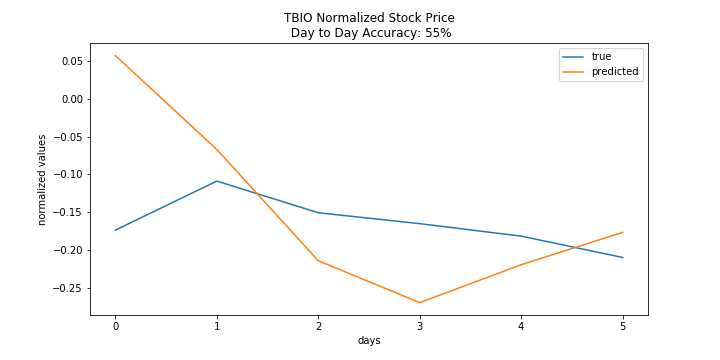 TBIO Normalized Stock Price
Day to Day Accuracy: 55%
true
predicted
normalized values
0.05
0.00
−0.05
−0.10
−0.15
−0.20
−0.25
0 1 2 3 4 5
days